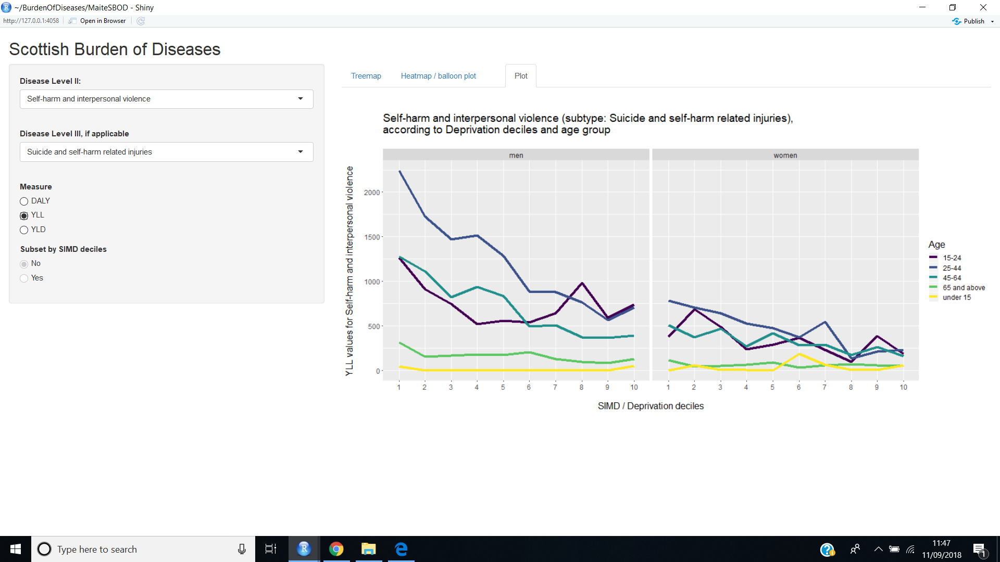 ~/BurdenOfDiseases/MaiteSBOD - Shiny
http://127.0.0.1:4058 Open in Browser Publish
Scottish Burden of Diseases
Disease Level II:
Self-harm and interpersonal violence
Disease Level III, if applicable
Suicide and self-harm related injuries
Measure
DALY
YLL
YLD
Subset by SIMD deciles
No
Yes
Treemap Heatmap / balloon plot Plot
Self-harm and interpersonal violence (subtype: Suicide and self-harm related injuries),
according to Deprivation deciles and age group
men women
YLL values for Self-harm and interpersonal violence
2000
1500
1000
500
0
1 2 3 4 5 6 7 8 9 10 1 2 3 4 5 6 7 8 9 10
SIMD / Deprivation deciles
Age
15-24
25-44
45-64
65 and above
under 15
Type here to search
11:47
11/09/2018
1